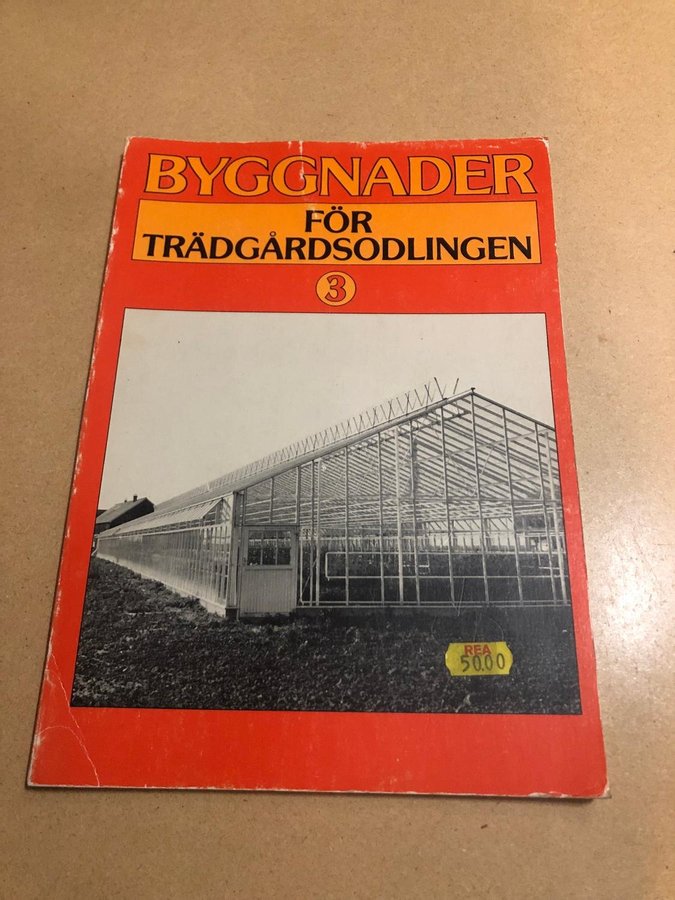 BYGGNADER
FÖR
TRÄDGÅRDSODLINGEN
3
REA
50.00